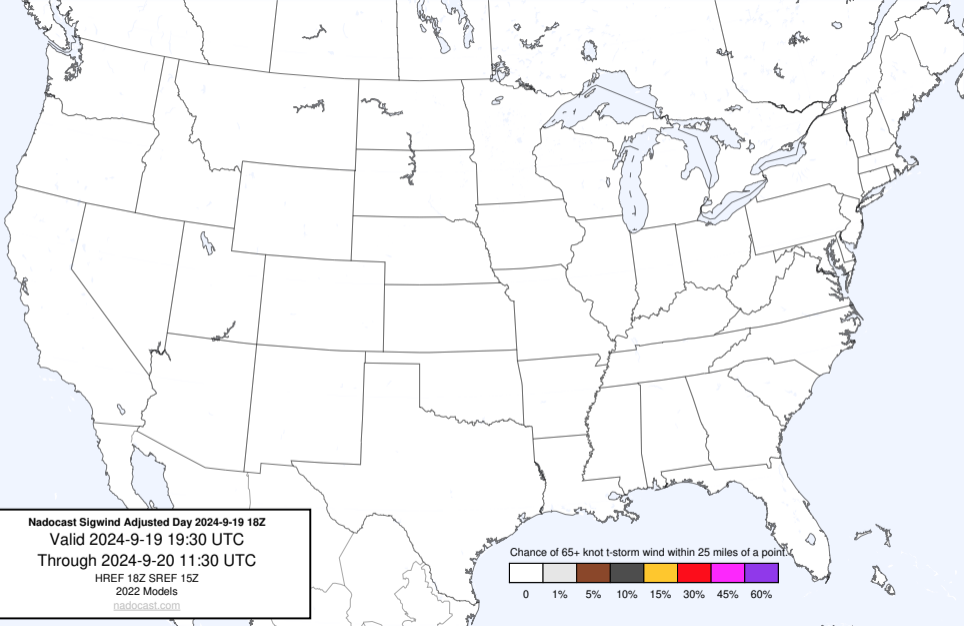 Nadocast Sigwind Adjusted Day 2024-9-19 18Z
Valid 2024-9-19 19:30 UTC
Through 2024-9-20 11:30 UTC
HREF 18Z SREF 15Z
2022 Models
nadocast.com
Chance of 65+ knot t-storm wind within 25 miles of a point.
0 1% 5% 10% 15% 30% 45% 60%